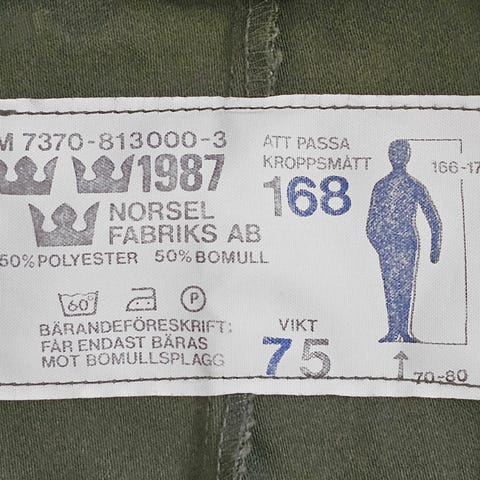 M 7370-813000-3
1987
NORSEL
FABRIKS AB
50% POLYESTER 50% BOMULL
60°
P
BÄRANDEFÖRESKRIFT:
FÅR ENDAST BÄRAS
MOT BOMULLSPLAGG
ATT PASSA
KROPPSMÅTT
168
166-17
VIKT
75
70-80